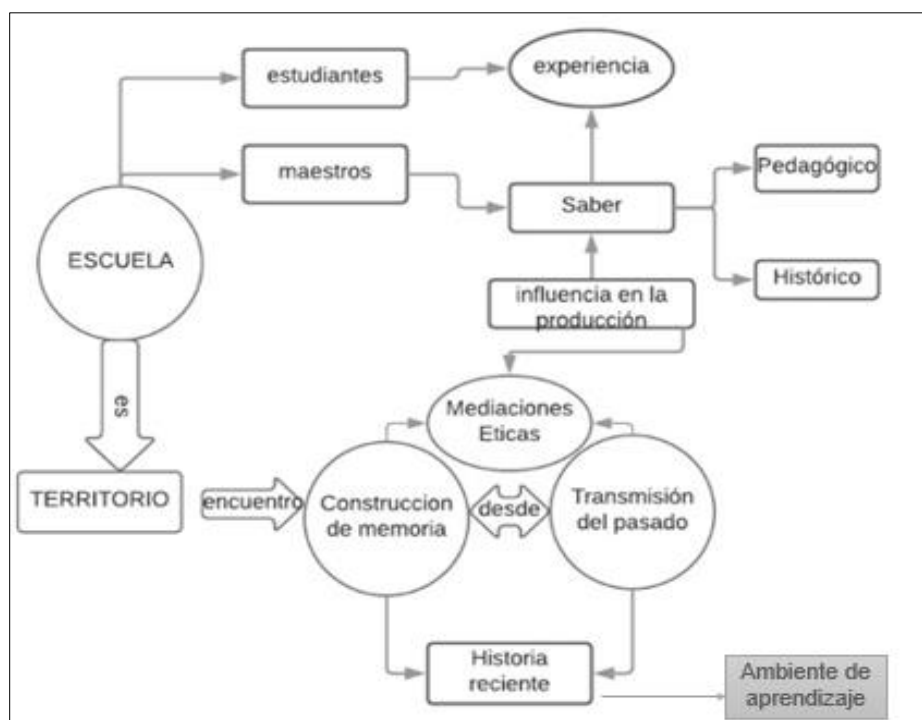 estudiantes
experiencia
maestros
Saber
Pedagógico
Histórico
ESCUELA
influencia en la
producción
es
Mediaciones
Eticas
TERRITORIO
encuentro
Construccion
de memoria
desde
Transmisión
del pasado
Historia
reciente
Ambiente de
aprendizaje